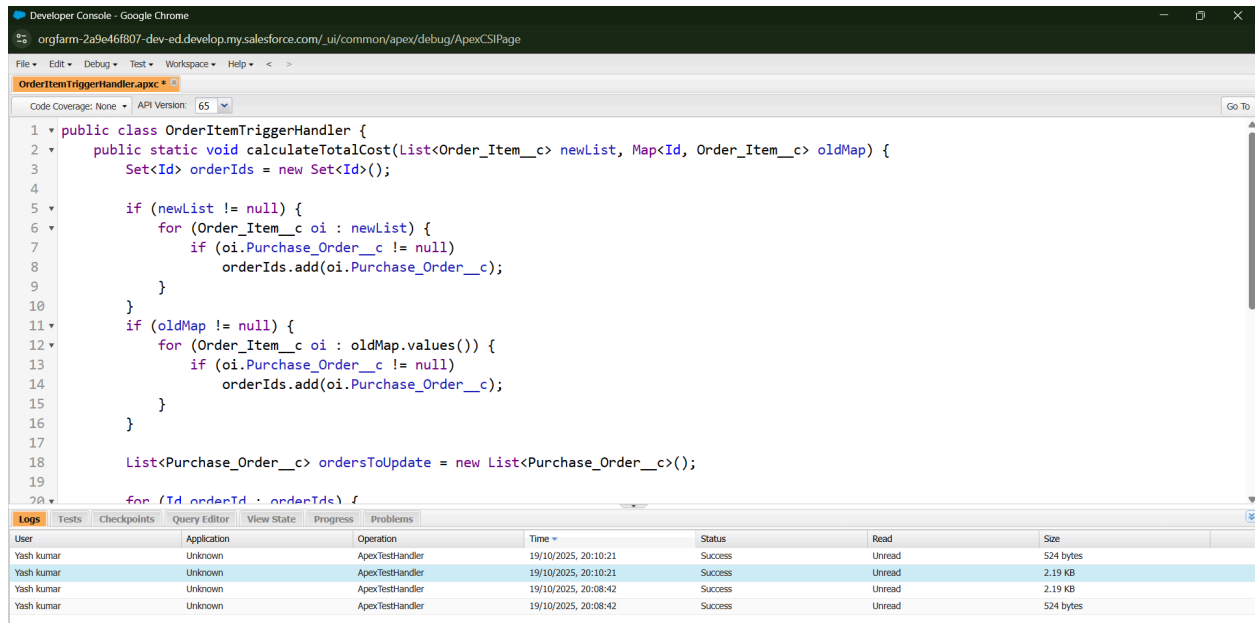 Developer Console - Google Chrome
orgfarm-2a9e46f807-dev-ed.develop.my.salesforce.com/_ui/common/apex/debug/ApexCSIPage
File Edit Debug Test Workspace Help < >
OrderItemTriggerHandler.apxc *
Code Coverage: None API Version: 65 Go To
1 public class OrderItemTriggerHandler {
2 public static void calculateTotalCost(List<Order_Item__c> newList, Map<Id, Order_Item__c> oldMap) {
3 Set<Id> orderIds = new Set<Id>();
4
5 if (newList != null) {
6 for (Order_Item__c oi : newList) {
7 if (oi.Purchase_Order__c != null)
8 orderIds.add(oi.Purchase_Order__c);
9 }
10 }
11 if (oldMap != null) {
12 for (Order_Item__c oi : oldMap.values()) {
13 if (oi.Purchase_Order__c != null)
14 orderIds.add(oi.Purchase_Order__c);
15 }
16 }
17
18 List<Purchase_Order__c> ordersToUpdate = new List<Purchase_Order__c>();
19
20 for (Id orderId : orderIds) {
Logs Tests Checkpoints Query Editor View State Progress Problems
User Application Operation Time Status Read Size
Yash kumar Unknown ApexTestHandler 19/10/2025, 20:10:21 Success Unread 524 bytes
Yash kumar Unknown ApexTestHandler 19/10/2025, 20:10:21 Success Unread 2.19 KB
Yash kumar Unknown ApexTestHandler 19/10/2025, 20:08:42 Success Unread 2.19 KB
Yash kumar Unknown ApexTestHandler 19/10/2025, 20:08:42 Success Unread 524 bytes